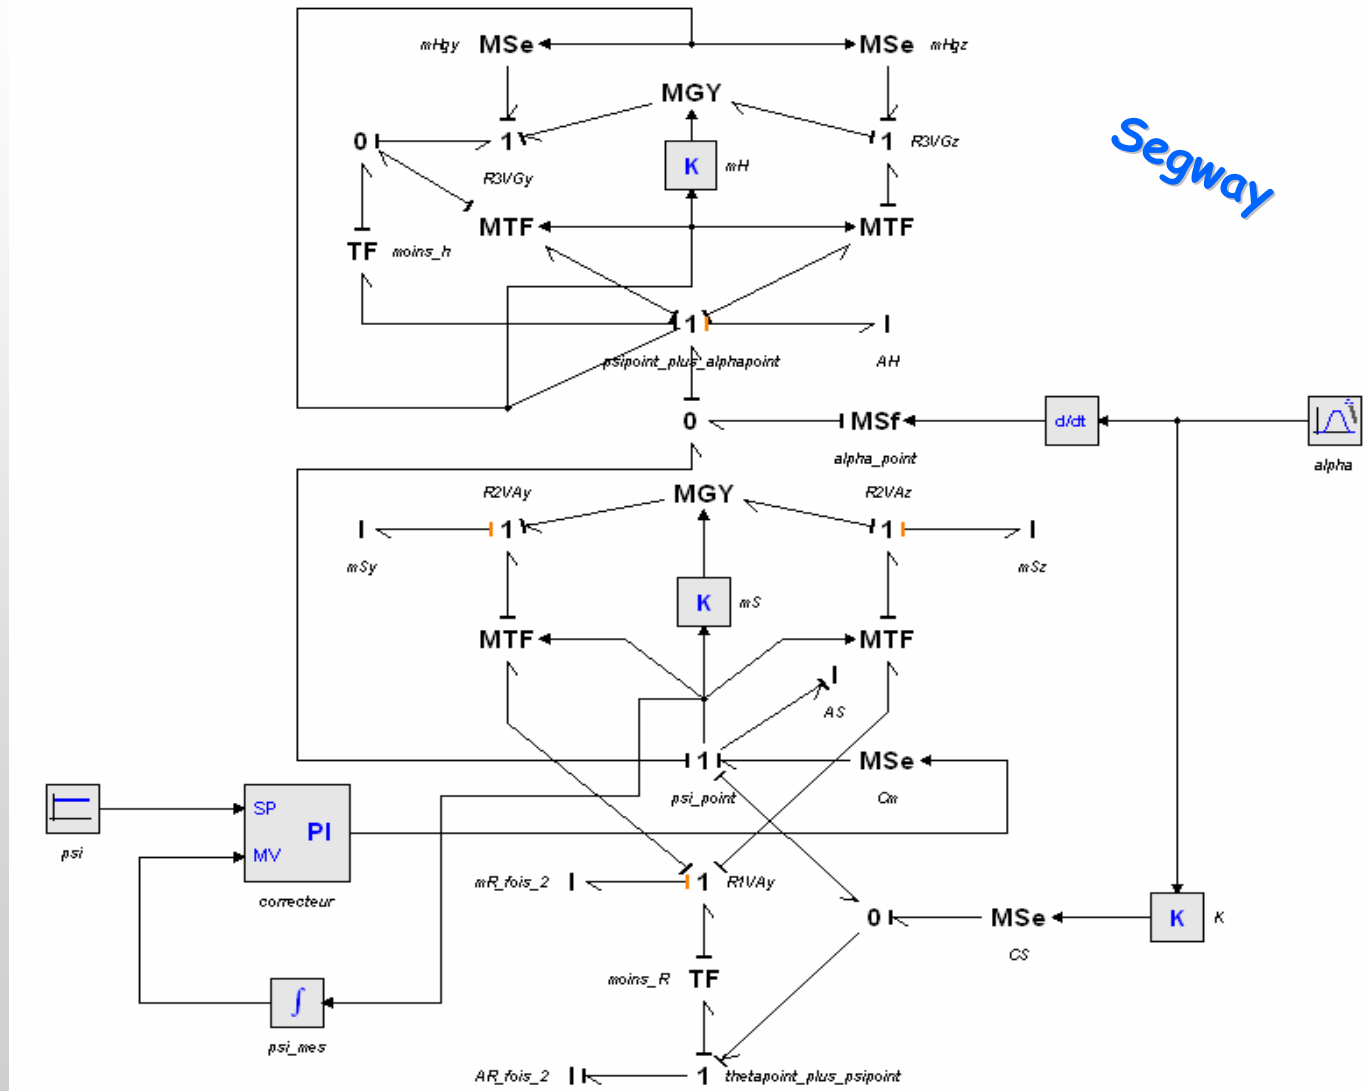 mHgy MSe MSe mHgz
MGY
Segway
0 1 K mH 1 R3VGz
R3VGy
MTF MTF
TF moins_h
1 I
psipoint_plus_alphapoint AH
0 MSf d/dt
alpha_point alpha
R2VAy MGY R2VAz
I 1 1 I
mSy mSz
K mS
MTF MTF
I
AS
1 MSe
psi_point Cm
SP
PI
MV
psi
correcteur
mR_fois_2 I 1 R1VAy
0 MSe K K
CS
moins_R TF
∫
psi_mes
AR_fois_2 I 1 thetapoint_plus_psipoint